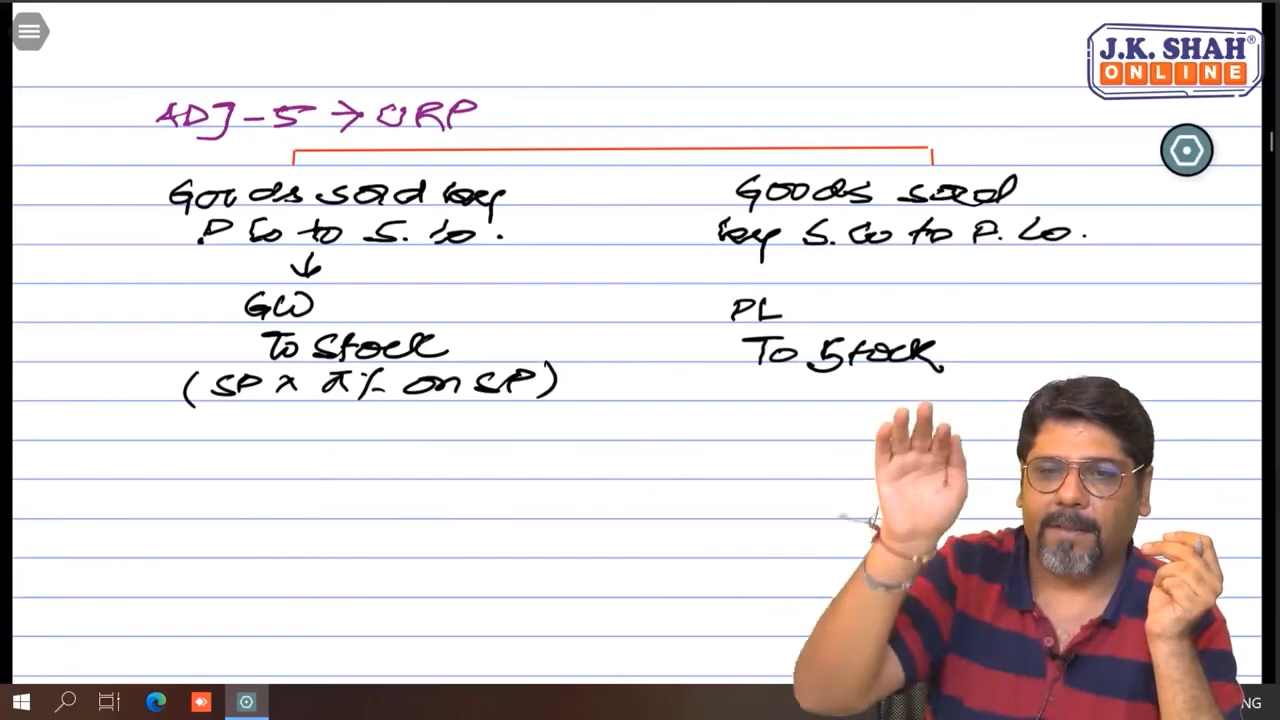 J.K. SHAH®
ONLINE
ADJ-5 → URP
Goods sold by
P Co to S. Co.
↓
GW
To Stock
(SP x π% on SP)
Goods sold
by S. Co to P. Co.
PL
To Stock
NG